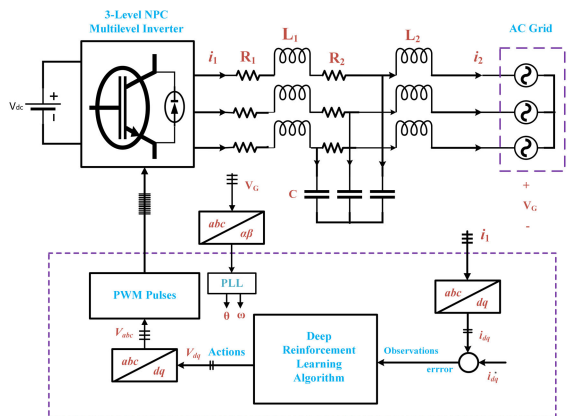 3-Level NPC
Multilevel Inverter
AC Grid
L1
L2
i1
R1
R2
i2
Vdc
+
-
C
+
VG
-
VG
abc
αβ
i1
PLL
θ ω
abc
dq
PWM Pulses
Vabc
abc
dq
Vdq
Actions
Deep
Reinforcement
Learning
Algorithm
Observations
errror
idq
i*dq